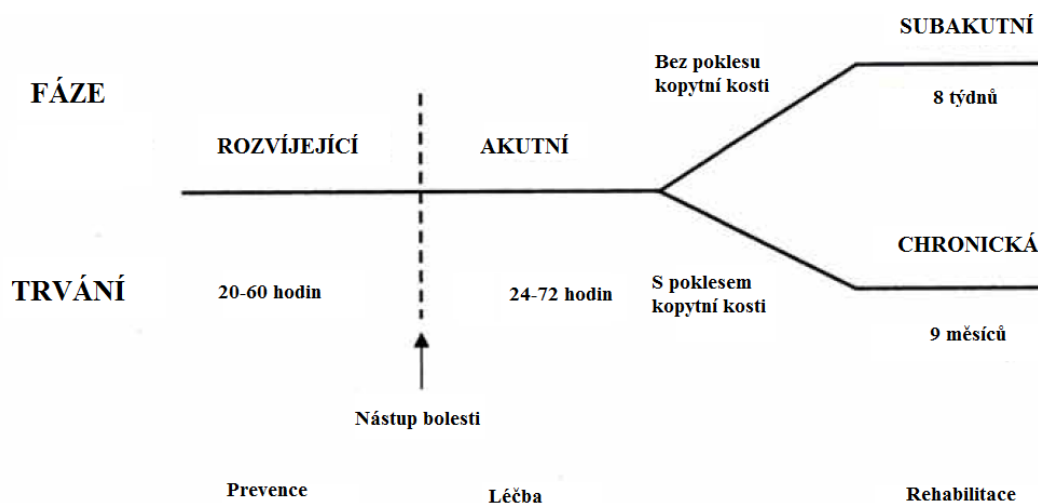 SUBAKUTNÍ
Bez poklesu
kopytní kosti
FÁZE
8 týdnů
ROZVÍJEJÍCÍ
AKUTNÍ
CHRONICKÁ
TRVÁNÍ
20-60 hodin
24-72 hodin
S poklesem
kopytní kosti
9 měsíců
Nástup bolesti
Prevence
Léčba
Rehabilitace